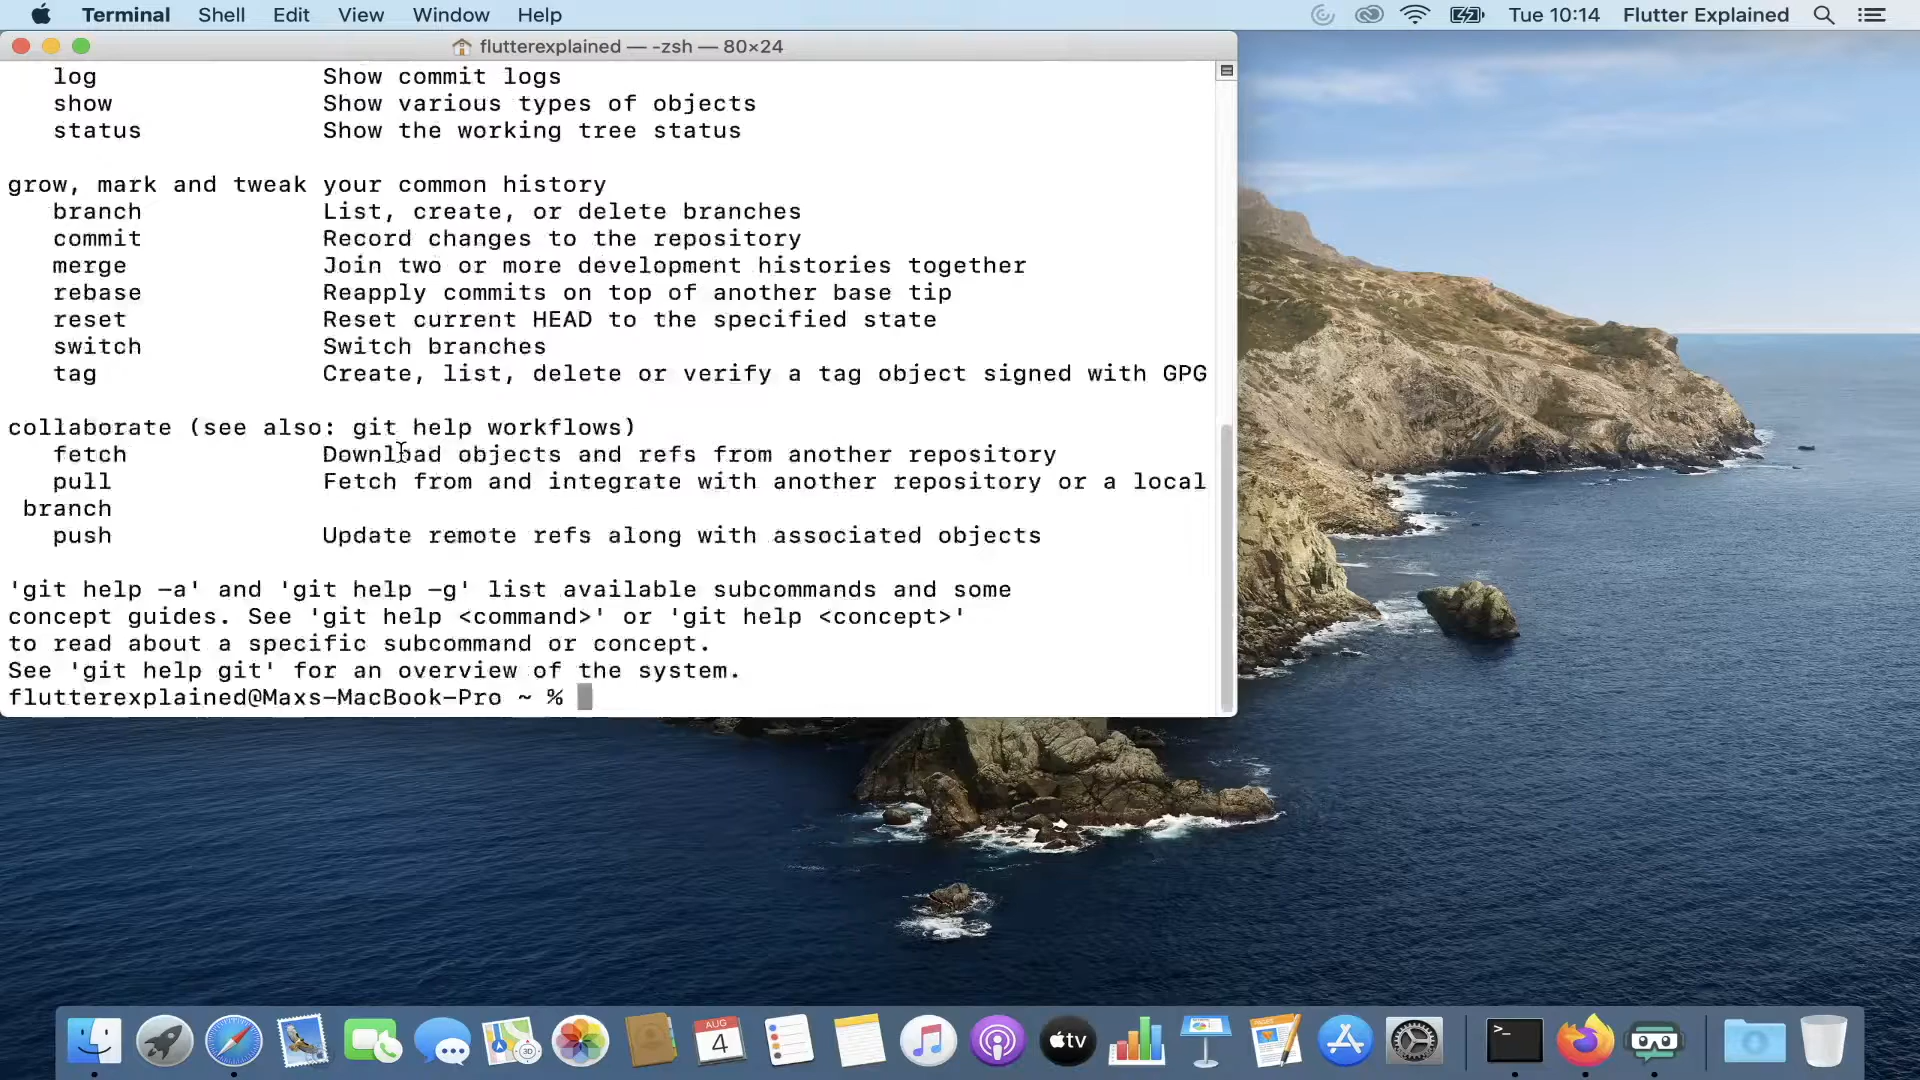 Terminal Shell Edit View Window Help Tue 10:14 Flutter Explained
flutterexplained — -zsh — 80×24
log Show commit logs
show Show various types of objects
status Show the working tree status
grow, mark and tweak your common history
branch List, create, or delete branches
commit Record changes to the repository
merge Join two or more development histories together
rebase Reapply commits on top of another base tip
reset Reset current HEAD to the specified state
switch Switch branches
tag Create, list, delete or verify a tag object signed with GPG
collaborate (see also: git help workflows)
fetch Download objects and refs from another repository
pull Fetch from and integrate with another repository or a local
branch
push Update remote refs along with associated objects
'git help -a' and 'git help -g' list available subcommands and some
concept guides. See 'git help <command>' or 'git help <concept>'
to read about a specific subcommand or concept.
See 'git help git' for an overview of the system.
flutterexplained@Maxs-MacBook-Pro ~ %
3D
AUG
4
tv
PAGES
>_